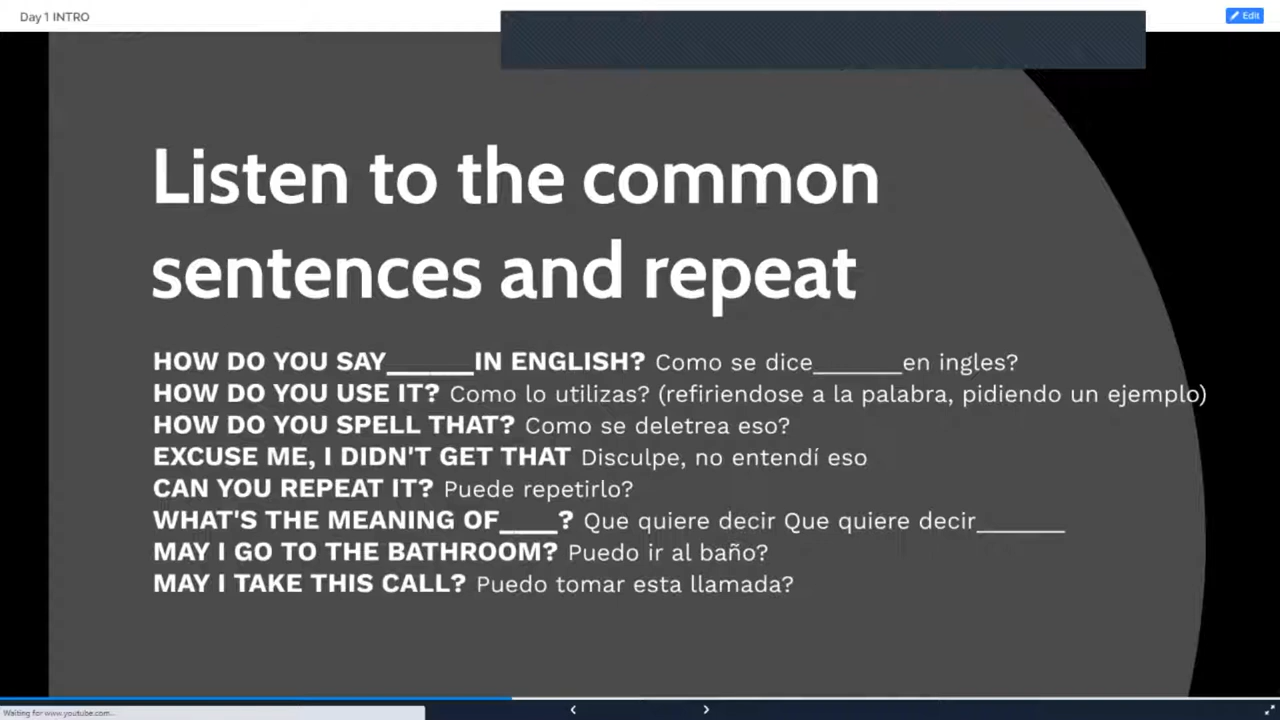 Day 1 INTRO
Edit
Listen to the common
sentences and repeat
HOW DO YOU SAY______IN ENGLISH? Como se dice______en ingles?
HOW DO YOU USE IT? Como lo utilizas? (refiriendose a la palabra, pidiendo un ejemplo)
HOW DO YOU SPELL THAT? Como se deletrea eso?
EXCUSE ME, I DIDN'T GET THAT Disculpe, no entendí eso
CAN YOU REPEAT IT? Puede repetirlo?
WHAT'S THE MEANING OF____? Que quiere decir Que quiere decir______
MAY I GO TO THE BATHROOM? Puedo ir al baño?
MAY I TAKE THIS CALL? Puedo tomar esta llamada?
Waiting for www.youtube.com...